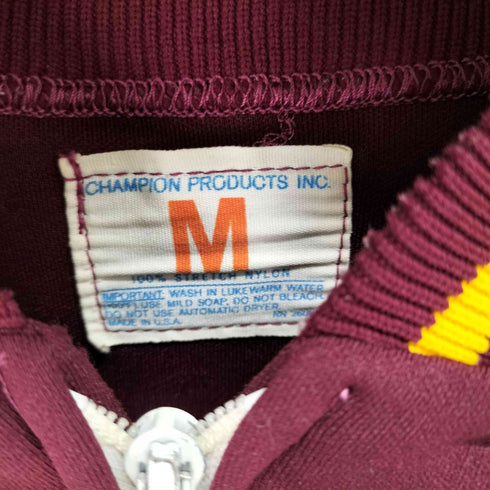 CHAMPION PRODUCTS INC.
M
100% STRETCH NYLON
IMPORTANT: WASH IN LUKEWARM WATER
USE MILD SOAP, DO NOT BLEACH.
DO NOT USE AUTOMATIC DRYER.
MADE IN U.S.A. RN